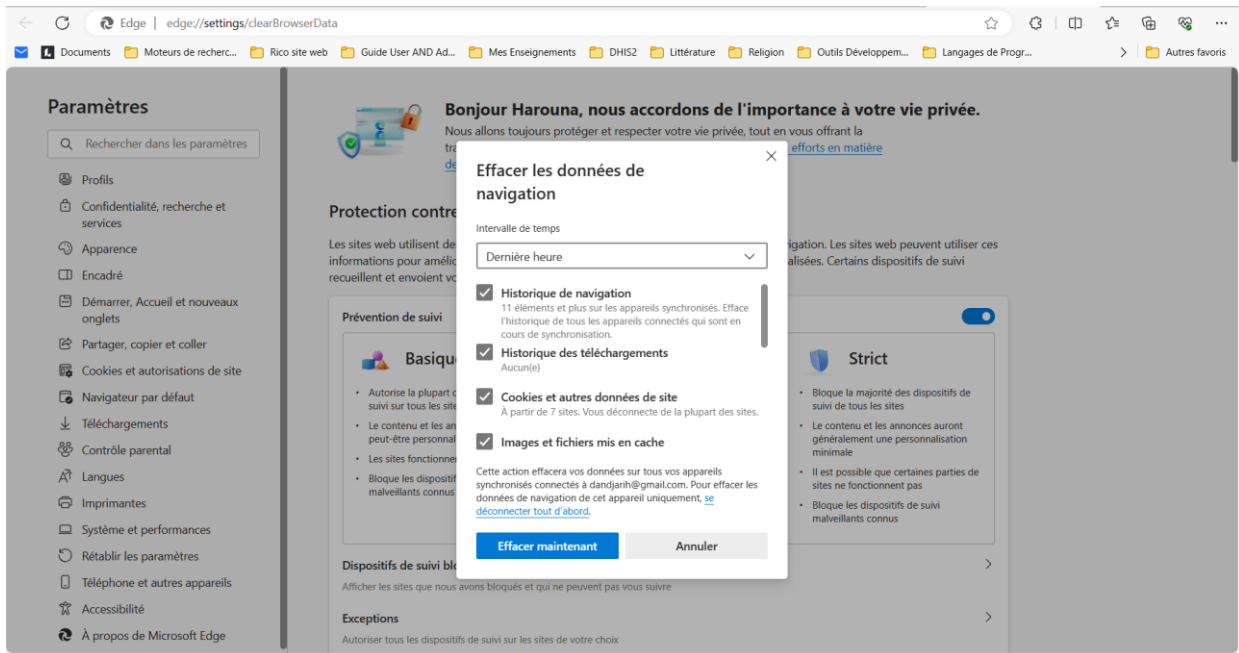 Edge | edge://settings/clearBrowserData
Documents Moteurs de recherc... Rico site web Guide User AND Ad... Mes Enseignements DHIS2 Littérature Religion Outils Développem... Langages de Progr... Autres favoris
Paramètres
Rechercher dans les paramètres
Profils
Confidentialité, recherche et
services
Apparence
Encadré
Démarrer, Accueil et nouveaux
onglets
Partager, copier et coller
Cookies et autorisations de site
Navigateur par défaut
Téléchargements
Contrôle parental
Langues
Imprimantes
Système et performances
Rétablir les paramètres
Téléphone et autres appareils
Accessibilité
À propos de Microsoft Edge
Bonjour Harouna, nous accordons de l'importance à votre vie privée.
Nous allons toujours protéger et respecter votre vie privée, tout en vous offrant la
efforts en matière
Protection contre
Les sites web utilisent de
igation. Les sites web peuvent utiliser ces
informations pour amélio
alisées. Certains dispositifs de suivi
recueillent et envoient vo
Prévention de suivi
Basique
Autorise la plupart
suivi sur tous les site
Le contenu et les an
peut-être personnal
Les sites fonctionne
Bloque les dispositif
malveillants connus
Strict
Bloque la majorité des dispositifs de
suivi de tous les sites
Le contenu et les annonces auront
généralement une personnalisation
minimale
Il est possible que certaines parties de
sites ne fonctionnent pas
Bloque les dispositifs de suivi
malveillants connus
Dispositifs de suivi blo
Afficher les sites que nous avons bloqués et qui ne peuvent pas vous suivre
Exceptions
Autoriser tous les dispositifs de suivi sur les sites de votre choix
Effacer les données de
navigation
Intervalle de temps
Dernière heure
Historique de navigation
11 éléments et plus sur les appareils synchronisés. Efface
l'historique de tous les appareils connectés qui sont en
cours de synchronisation.
Historique des téléchargements
Aucun(e)
Cookies et autres données de site
À partir de 7 sites. Vous déconnecte de la plupart des sites.
Images et fichiers mis en cache
Cette action effacera vos données sur tous vos appareils
synchronisés connectés à dandjarih@gmail.com. Pour effacer les
données de navigation de cet appareil uniquement, se
déconnecter tout d'abord.
Effacer maintenant Annuler